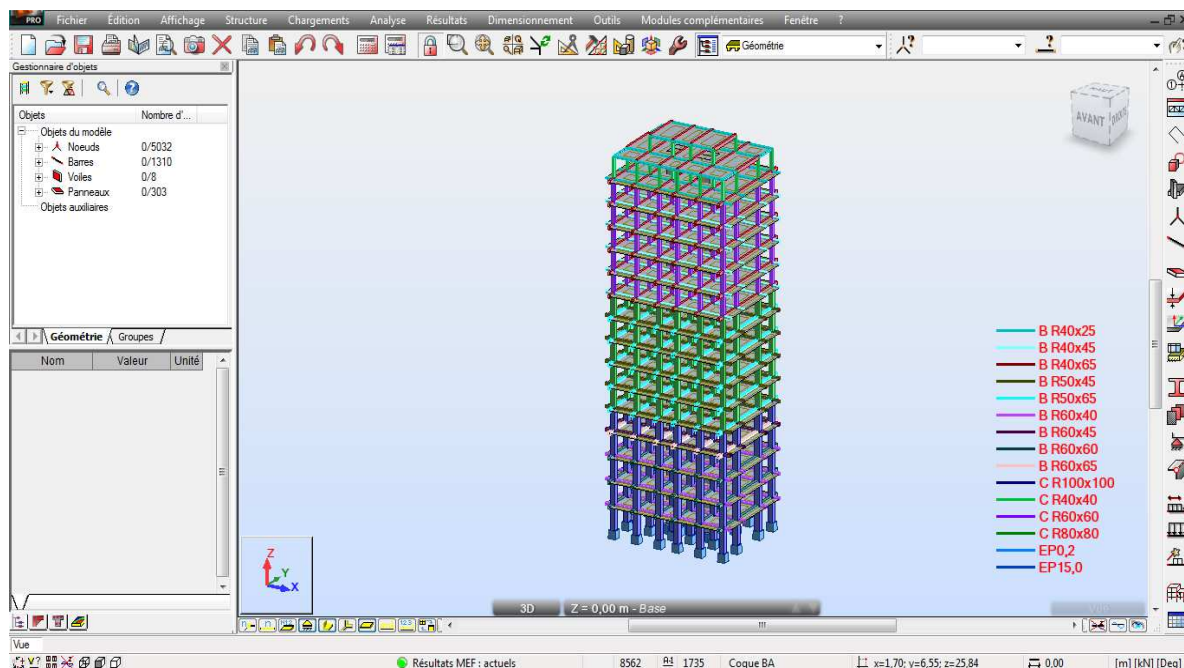 PRO Fichier Édition Affichage Structure Chargements Analyse Résultats Dimensionnement Outils Modules complémentaires Fenêtre ?
Géométrie
Gestionnaire d'objets
Objets Nombre d'...
Objets du modèle
Noeuds 0/5032
Barres 0/1310
Voiles 0/8
Panneaux 0/303
Objets auxiliaires
Géométrie Groupes
Nom Valeur Unité
AVANT
B R40x25
B R40x45
B R40x65
B R50x45
B R50x65
B R60x40
B R60x45
B R60x60
B R60x65
C R100x100
C R40x40
C R60x60
C R80x80
EP0,2
EP15,0
Z
Y
X
3D Z = 0,00 m - Base
Vue
Vue
Résultats MEF : actuels 8562 1735 Coque BA x=1,70; y=6,55; z=25,84 0,00 [m] [kN] [Deg]